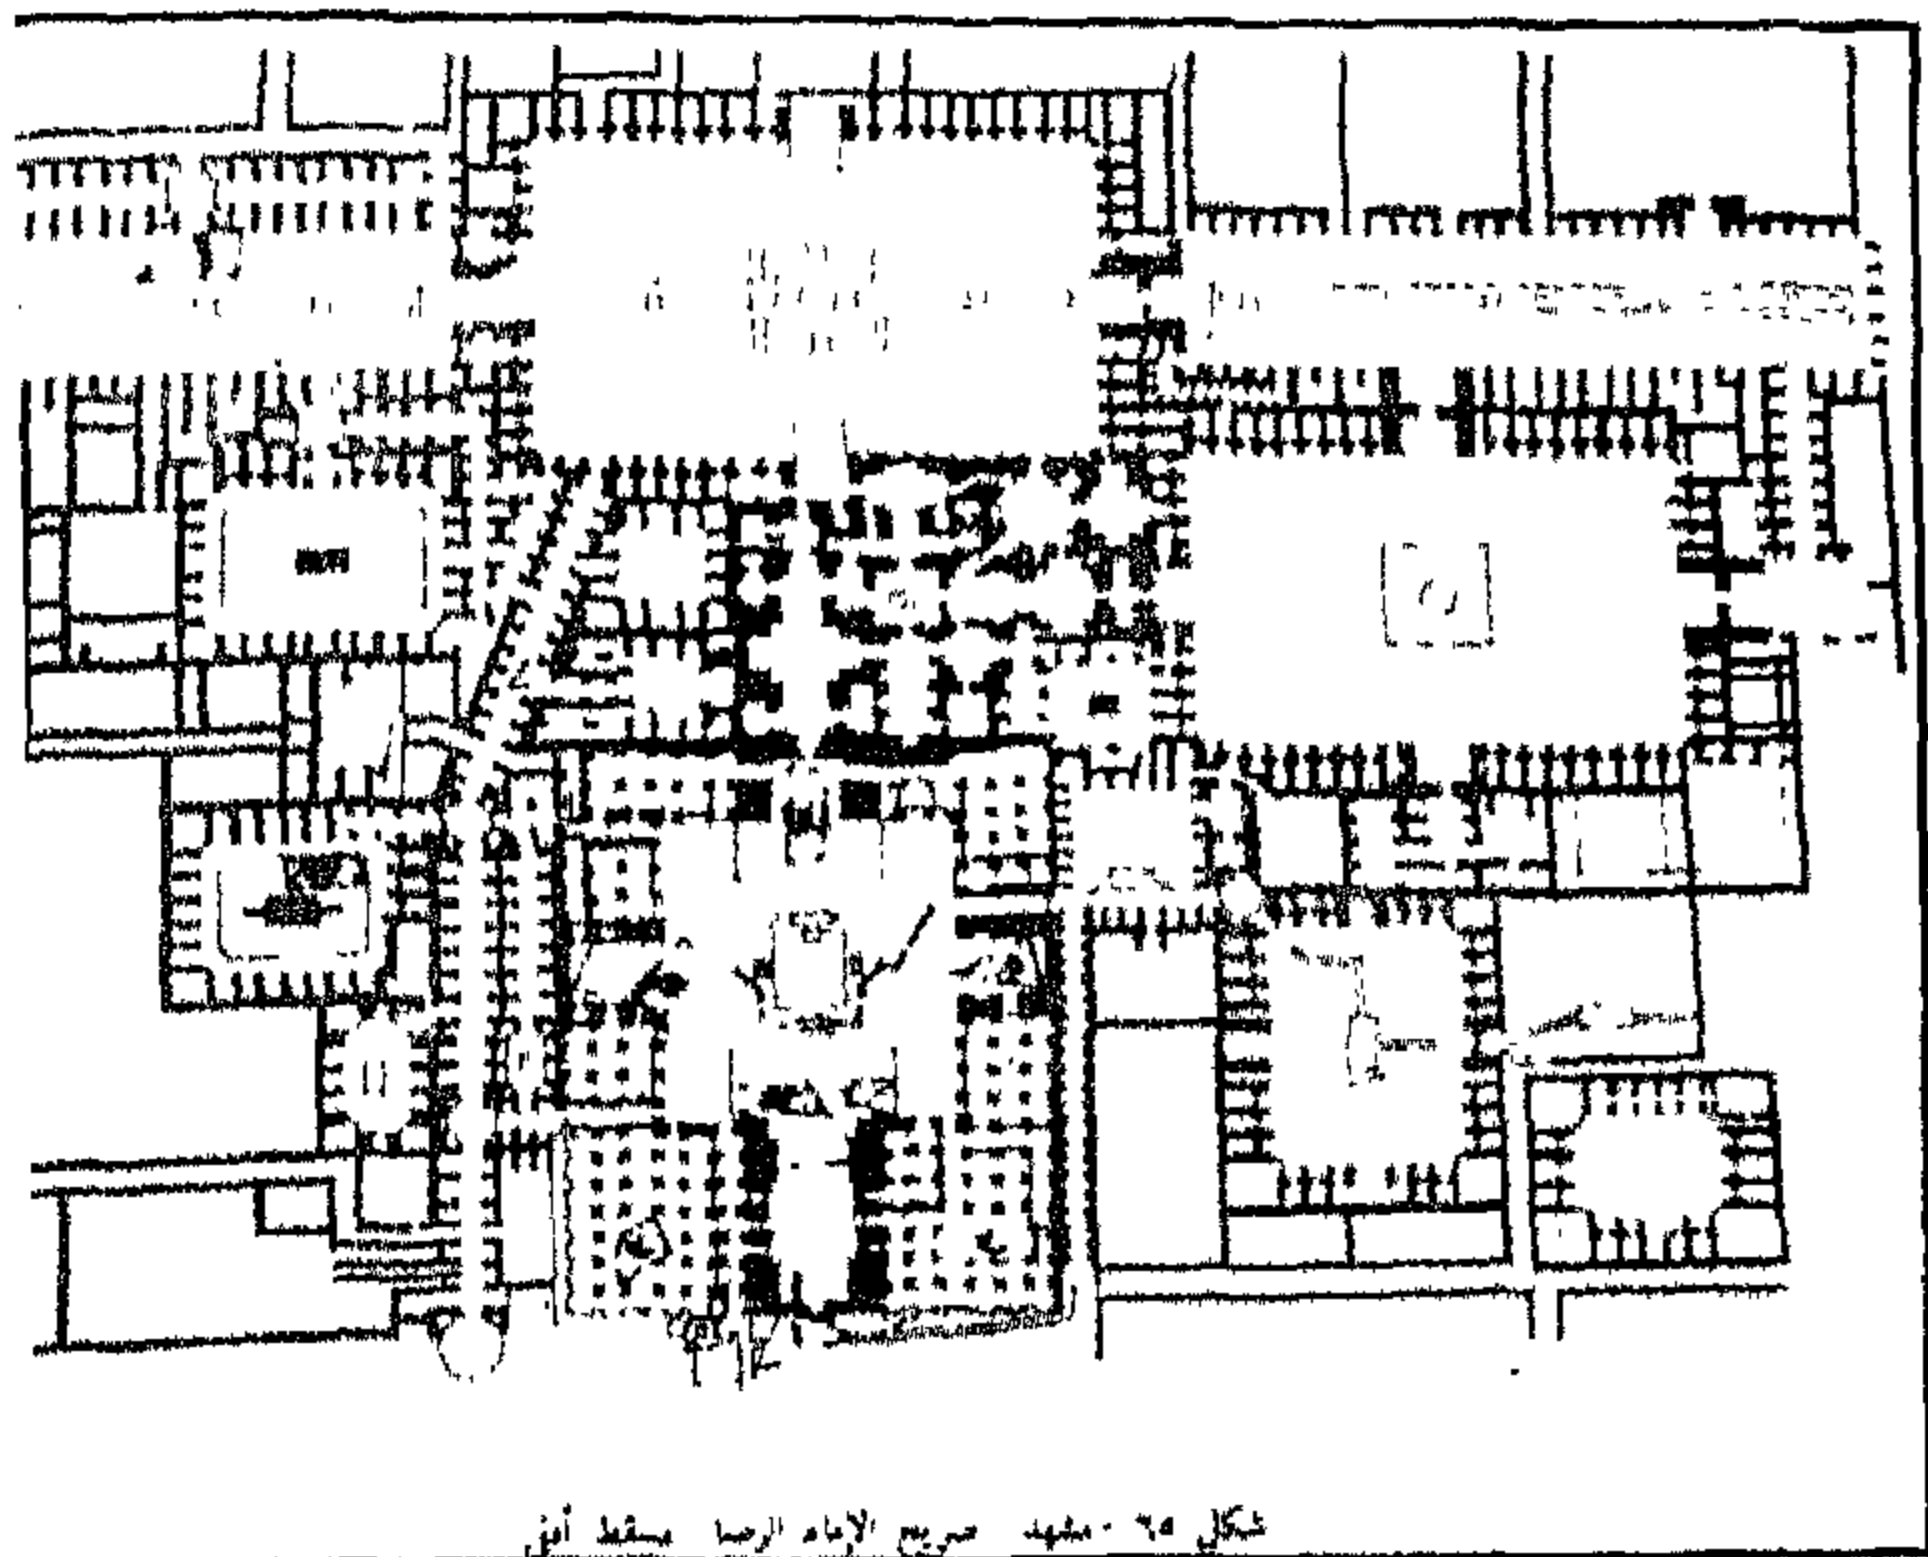 شكل ٦٥ - مشهد ضريح الإمام الرضا مسقط أفقي